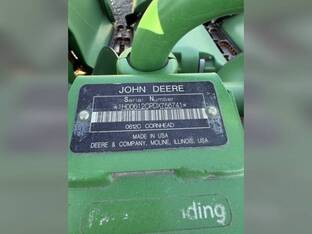 JOHN DEERE
Serial Number
0612C CORNHEAD
MADE IN USA
DEERE & COMPANY, MOLINE, ILLINOIS, USA